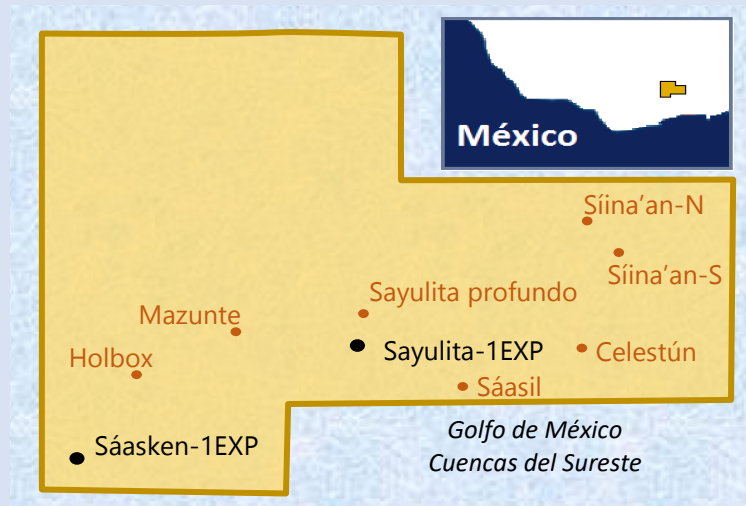 México
Síina'an-N
Síina'an-S
Sayulita profundo
Mazunte
Sayulita-1EXP
Celestún
Holbox
Sáasil
Sáasken-1EXP
Golfo de México
Cuencas del Sureste